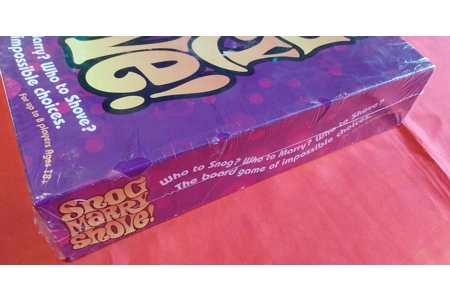 Marry? Who to Shove?
impossible choices.
For up to 8 players Ages 18+
SNOG
MARRY
SHOVE!
Who to Snog? Who to Marry? Who to Shove?
The board game of impossible choices.